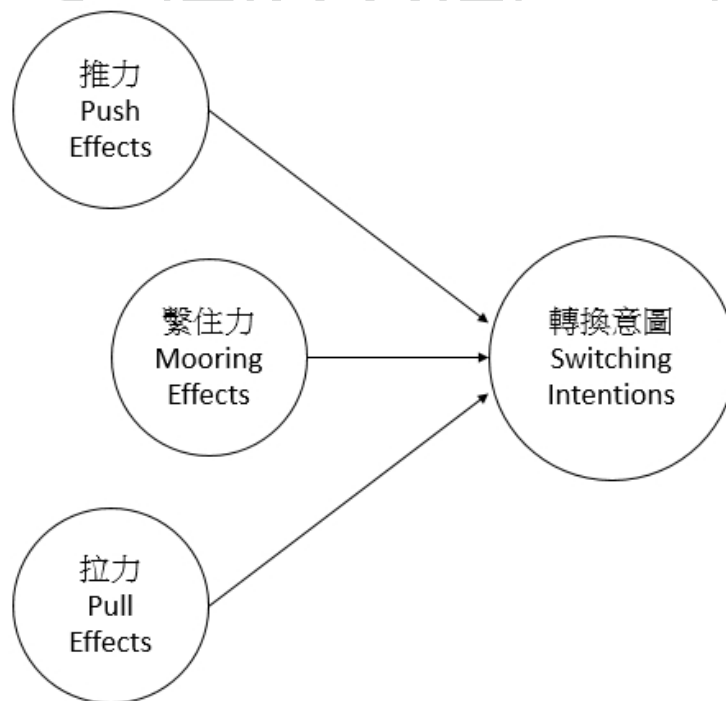 推力
Push
Effects
繫住力
Mooring
Effects
轉換意圖
Switching
Intentions
拉力
Pull
Effects